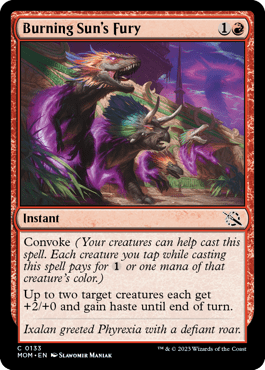 Burning Sun's Fury 1
Instant
Convoke (Your creatures can help cast this
spell. Each creature you tap while casting
this spell pays for 1 or one mana of that
creature's color.)
Up to two target creatures each get
+2/+0 and gain haste until end of turn.
Ixalan greeted Phyrexia with a defiant roar.
C 0133
MOM • EN Slawomir Maniak
™ & © 2023 Wizards of the Coast